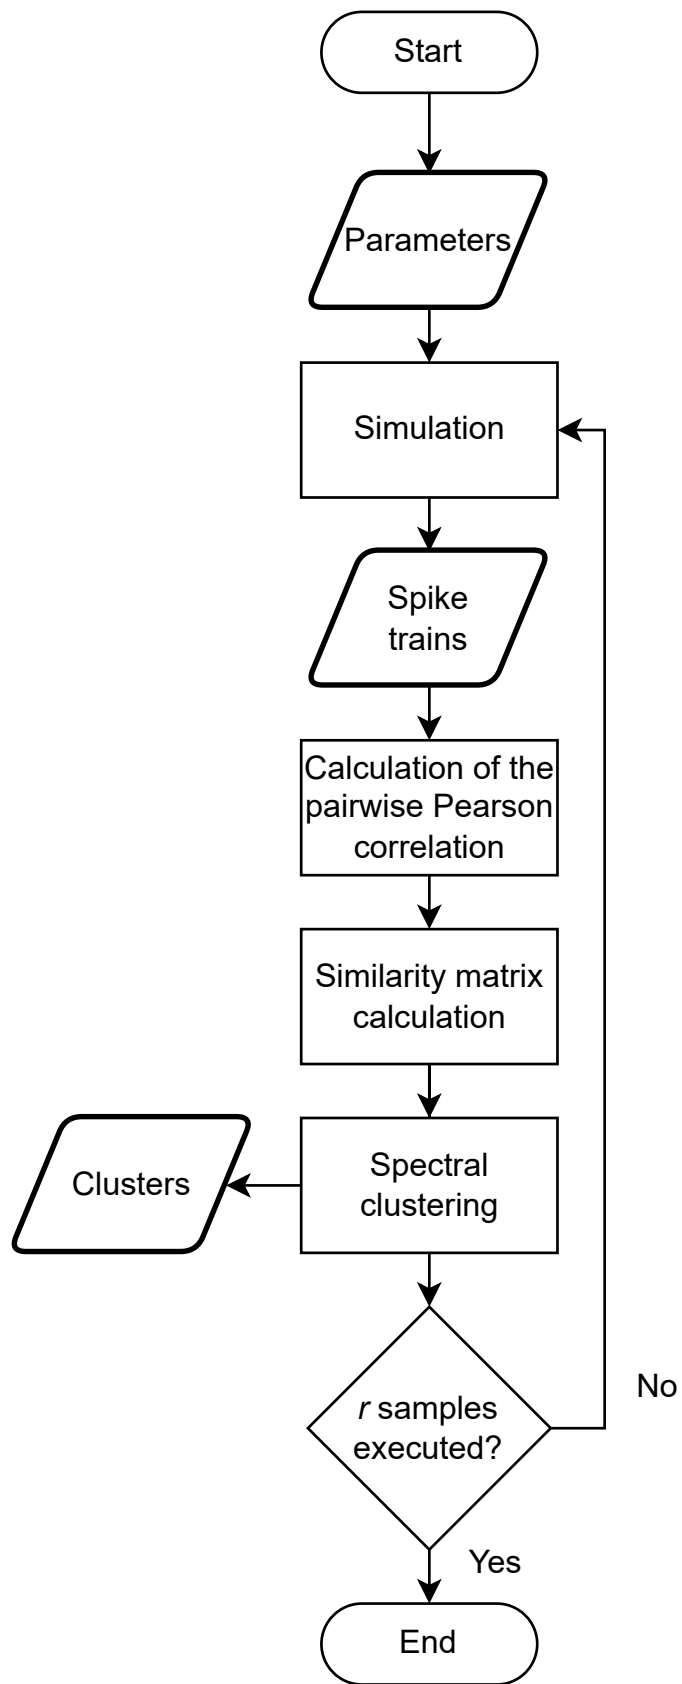 Start
Parameters
Simulation
Spike
trains
Calculation of the
pairwise Pearson
correlation
Similarity matrix
calculation
Spectral
clustering
Clusters
r samples
executed?
No
Yes
End